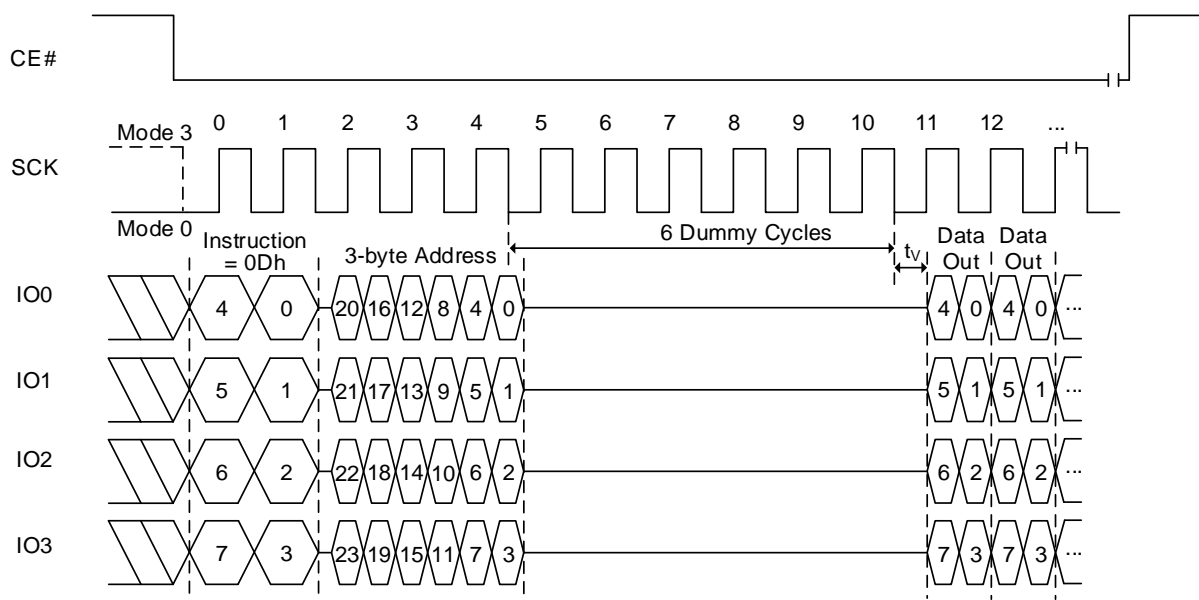 CE#
0 1 2 3 4 5 6 7 8 9 10 11 12 ...
Mode 3
SCK
Mode 0
Instruction
= 0Dh
3-byte Address
6 Dummy Cycles
tV
Data
Out
Data
Out
IO0 4 0 20 16 12 8 4 0 4 0 4 0 ...
IO1 5 1 21 17 13 9 5 1 5 1 5 1 ...
IO2 6 2 22 18 14 10 6 2 6 2 6 2 ...
IO3 7 3 23 19 15 11 7 3 7 3 7 3 ...